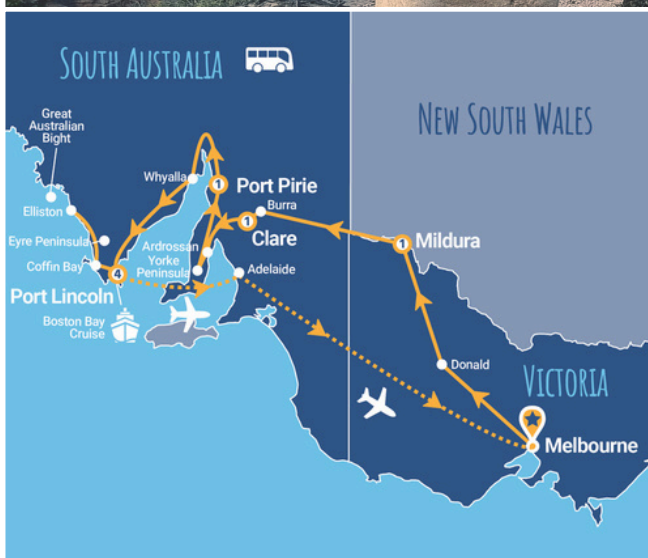 SOUTH AUSTRALIA
NEW SOUTH WALES
Great
Australian
Bight
Whyalla
1
Port Pirie
Elliston
Burra
1
Clare
1
Mildura
Eyre Peninsula
Ardrossan
Yorke
Peninsula
Coffin Bay
4
Adelaide
Port Lincoln
Boston Bay
Cruise
Donald
VICTORIA
Melbourne